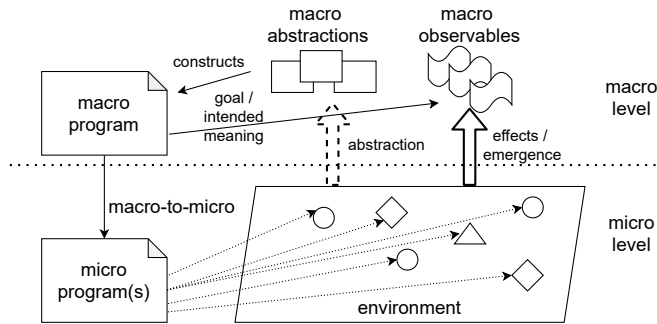 macro
abstractions
macro
observables
constructs
macro
program
goal /
intended
meaning
abstraction
effects /
emergence
macro
level
macro-to-micro
micro
level
micro
program(s)
environment